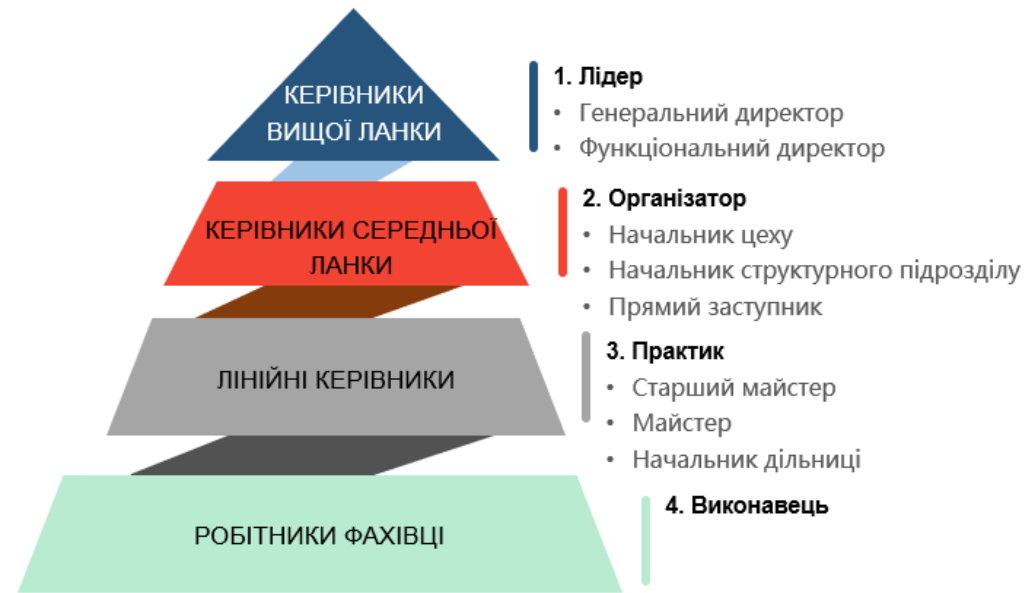 КЕРІВНИКИ
ВИЩОЇ ЛАНКИ
1. Лідер
• Генеральний директор
• Функціональний директор
КЕРІВНИКИ СЕРЕДНЬОЇ
ЛАНКИ
2. Організатор
• Начальник цеху
• Начальник структурного підрозділу
• Прямий заступник
ЛІНІЙНІ КЕРІВНИКИ
3. Практик
• Старший майстер
• Майстер
• Начальник дільниці
РОБІТНИКИ ФАХІВЦІ
4. Виконавець